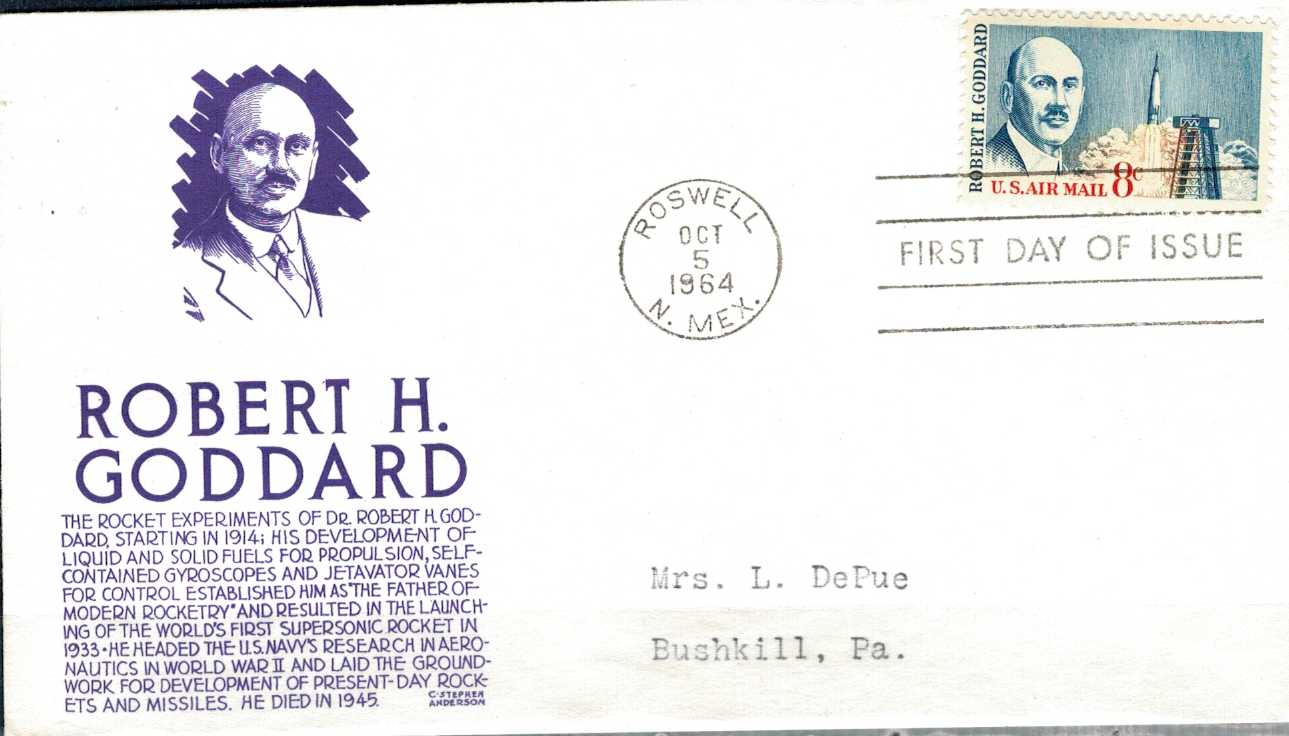 ROBERT H. GODDARD
U.S. AIR MAIL 8c
ROSWELL
OCT
5
1964
N. MEX.
FIRST DAY OF ISSUE
ROBERT H.
GODDARD
THE ROCKET EXPERIMENTS OF DR. ROBERT H. GOD-
DARD, STARTING IN 1914; HIS DEVELOPMENT OF
LIQUID AND SOLID FUELS FOR PROPULSION, SELF-
CONTAINED GYROSCOPES AND JETAVATOR VANES
FOR CONTROL ESTABLISHED HIM AS "THE FATHER OF
MODERN ROCKETRY" AND RESULTED IN THE LAUNCH-
ING OF THE WORLD'S FIRST SUPERSONIC ROCKET IN
1933 • HE HEADED THE U.S. NAVY'S RESEARCH IN AERO-
NAUTICS IN WORLD WAR II AND LAID THE GROUND-
WORK FOR DEVELOPMENT OF PRESENT-DAY ROCK-
ETS AND MISSILES. HE DIED IN 1945.
C. STEPHEN
ANDERSON
Mrs. L. DePue
Bushkill, Pa.